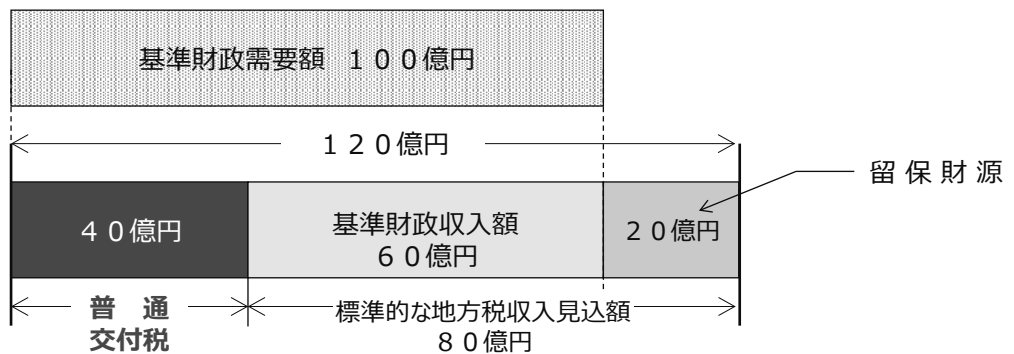 基準財政需要額 １００億円
１２０億円
留保財源
４０億円
基準財政収入額
６０億円
２０億円
普通
交付税
標準的な地方税収入見込額
８０億円